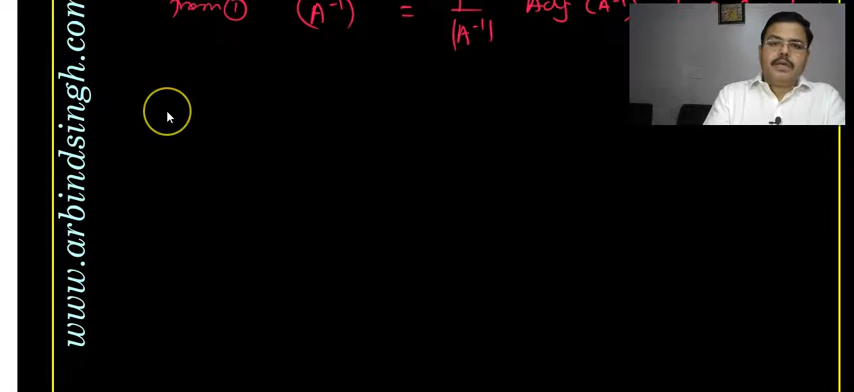 from ① (A⁻¹) = 1/|A⁻¹| Adj (A⁻¹)
www.arbindsingh.com